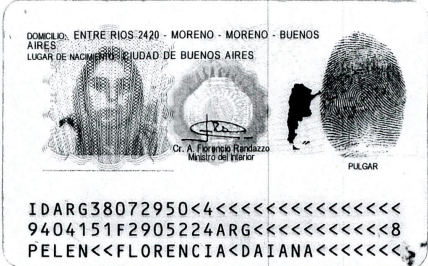 DOMICILIO: ENTRE RIOS 2420 - MORENO - MORENO - BUENOS
AIRES
LUGAR DE NACIMIENTO: CIUDAD DE BUENOS AIRES
Cr. A. Florencio Randazzo
Ministro del Interior
PULGAR
IDARG38072950<4<<<<<<<<<<<<<<<
9404151F2905224ARG<<<<<<<<<<<8
PELEN<<FLORENCIA<DAIANA<<<<<<<